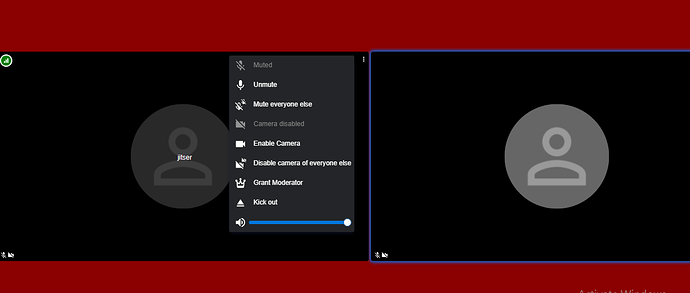 Muted
Unmute
Mute everyone else
Camera disabled
Enable Camera
Disable camera of everyone else
Grant Moderator
Kick out
jitser
Activate Windows